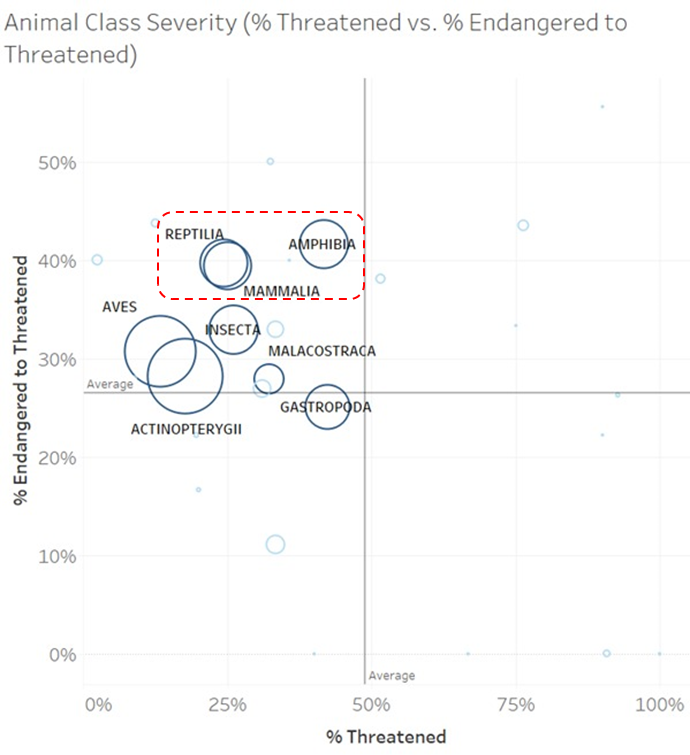 Animal Class Severity (% Threatened vs. % Endangered to
Threatened)
50%
REPTILIA
AMPHIBIA
40%
MAMMALIA
AVES
INSECTA
MALACOSTRACA
30%
Average
GASTROPODA
ACTINOPTERYGII
20%
10%
0%
Average
% Endangered to Threatened
0%
25%
50%
75%
100%
% Threatened